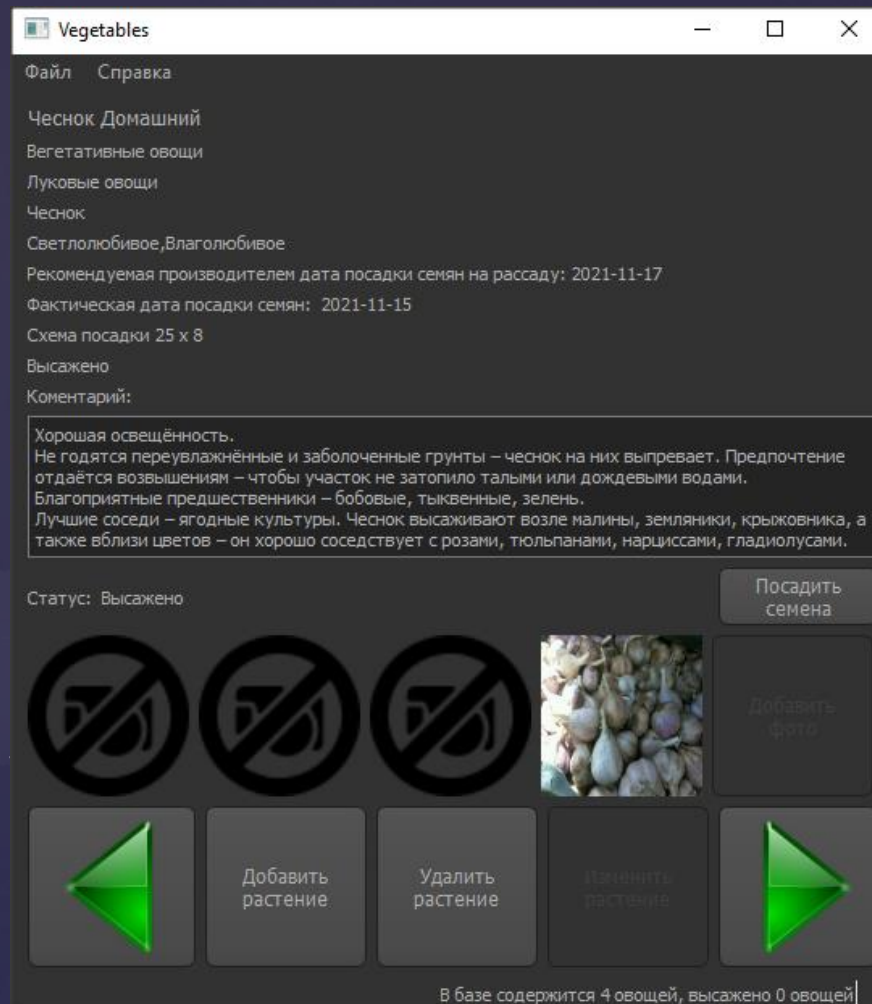 Vegetables
Файл Справка
Чеснок Домашний
Вегетативные овощи
Луковые овощи
Чеснок
Светлолюбивое,Влаголюбивое
Рекомендуемая производителем дата посадки семян на рассаду: 2021-11-17
Фактическая дата посадки семян: 2021-11-15
Схема посадки 25 x 8
Высажено
Коментарий:
Хорошая освещённость.
Не годятся переувлажнённые и заболоченные грунты – чеснок на них выпревает. Предпочтение
отдаётся возвышениям – чтобы участок не затопило талыми или дождевыми водами.
Благоприятные предшественники – бобовые, тыквенные, зелень.
Лучшие соседи – ягодные культуры. Чеснок высаживают возле малины, земляники, крыжовника, а
также вблизи цветов – он хорошо соседствует с розами, тюльпанами, нарциссами, гладиолусами.
Статус: Высажено
Посадить
семена
Добавить
фото
Добавить
растение
Удалить
растение
Изменить
растение
В базе содержится 4 овощей, высажено 0 овощей